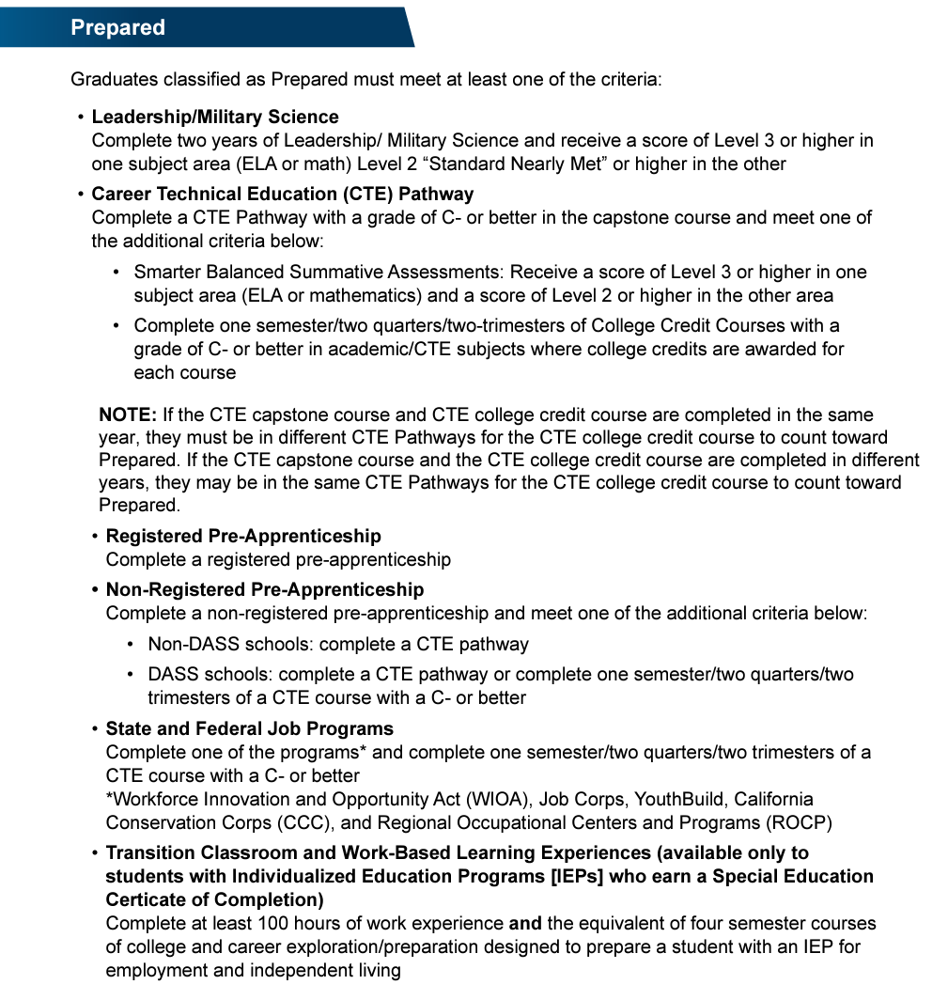 Prepared
Graduates classified as Prepared must meet at least one of the criteria:
• Leadership/Military Science
Complete two years of Leadership/ Military Science and receive a score of Level 3 or higher in
one subject area (ELA or math) Level 2 “Standard Nearly Met” or higher in the other
• Career Technical Education (CTE) Pathway
Complete a CTE Pathway with a grade of C- or better in the capstone course and meet one of
the additional criteria below:
• Smarter Balanced Summative Assessments: Receive a score of Level 3 or higher in one
subject area (ELA or mathematics) and a score of Level 2 or higher in the other area
• Complete one semester/two quarters/two-trimesters of College Credit Courses with a
grade of C- or better in academic/CTE subjects where college credits are awarded for
each course
NOTE: If the CTE capstone course and CTE college credit course are completed in the same
year, they must be in different CTE Pathways for the CTE college credit course to count toward
Prepared. If the CTE capstone course and the CTE college credit course are completed in different
years, they may be in the same CTE Pathways for the CTE college credit course to count toward
Prepared.
• Registered Pre-Apprenticeship
Complete a registered pre-apprenticeship
• Non-Registered Pre-Apprenticeship
Complete a non-registered pre-apprenticeship and meet one of the additional criteria below:
• Non-DASS schools: complete a CTE pathway
• DASS schools: complete a CTE pathway or complete one semester/two quarters/two
trimesters of a CTE course with a C- or better
• State and Federal Job Programs
Complete one of the programs* and complete one semester/two quarters/two trimesters of a
CTE course with a C- or better
*Workforce Innovation and Opportunity Act (WIOA), Job Corps, YouthBuild, California
Conservation Corps (CCC), and Regional Occupational Centers and Programs (ROCP)
• Transition Classroom and Work-Based Learning Experiences (available only to
students with Individualized Education Programs [IEPs] who earn a Special Education
Certicate of Completion)
Complete at least 100 hours of work experience and the equivalent of four semester courses
of college and career exploration/preparation designed to prepare a student with an IEP for
employment and independent living